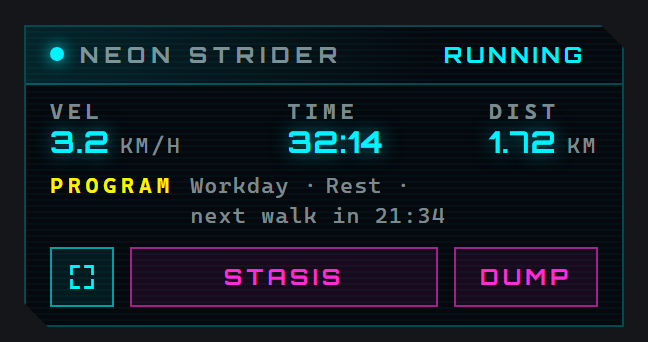 NEON STRIDER RUNNING
VEL TIME DIST
3.2 KM/H 32:14 1.72 KM
PROGRAM Workday · Rest ·
next walk in 21:34
STASIS DUMP